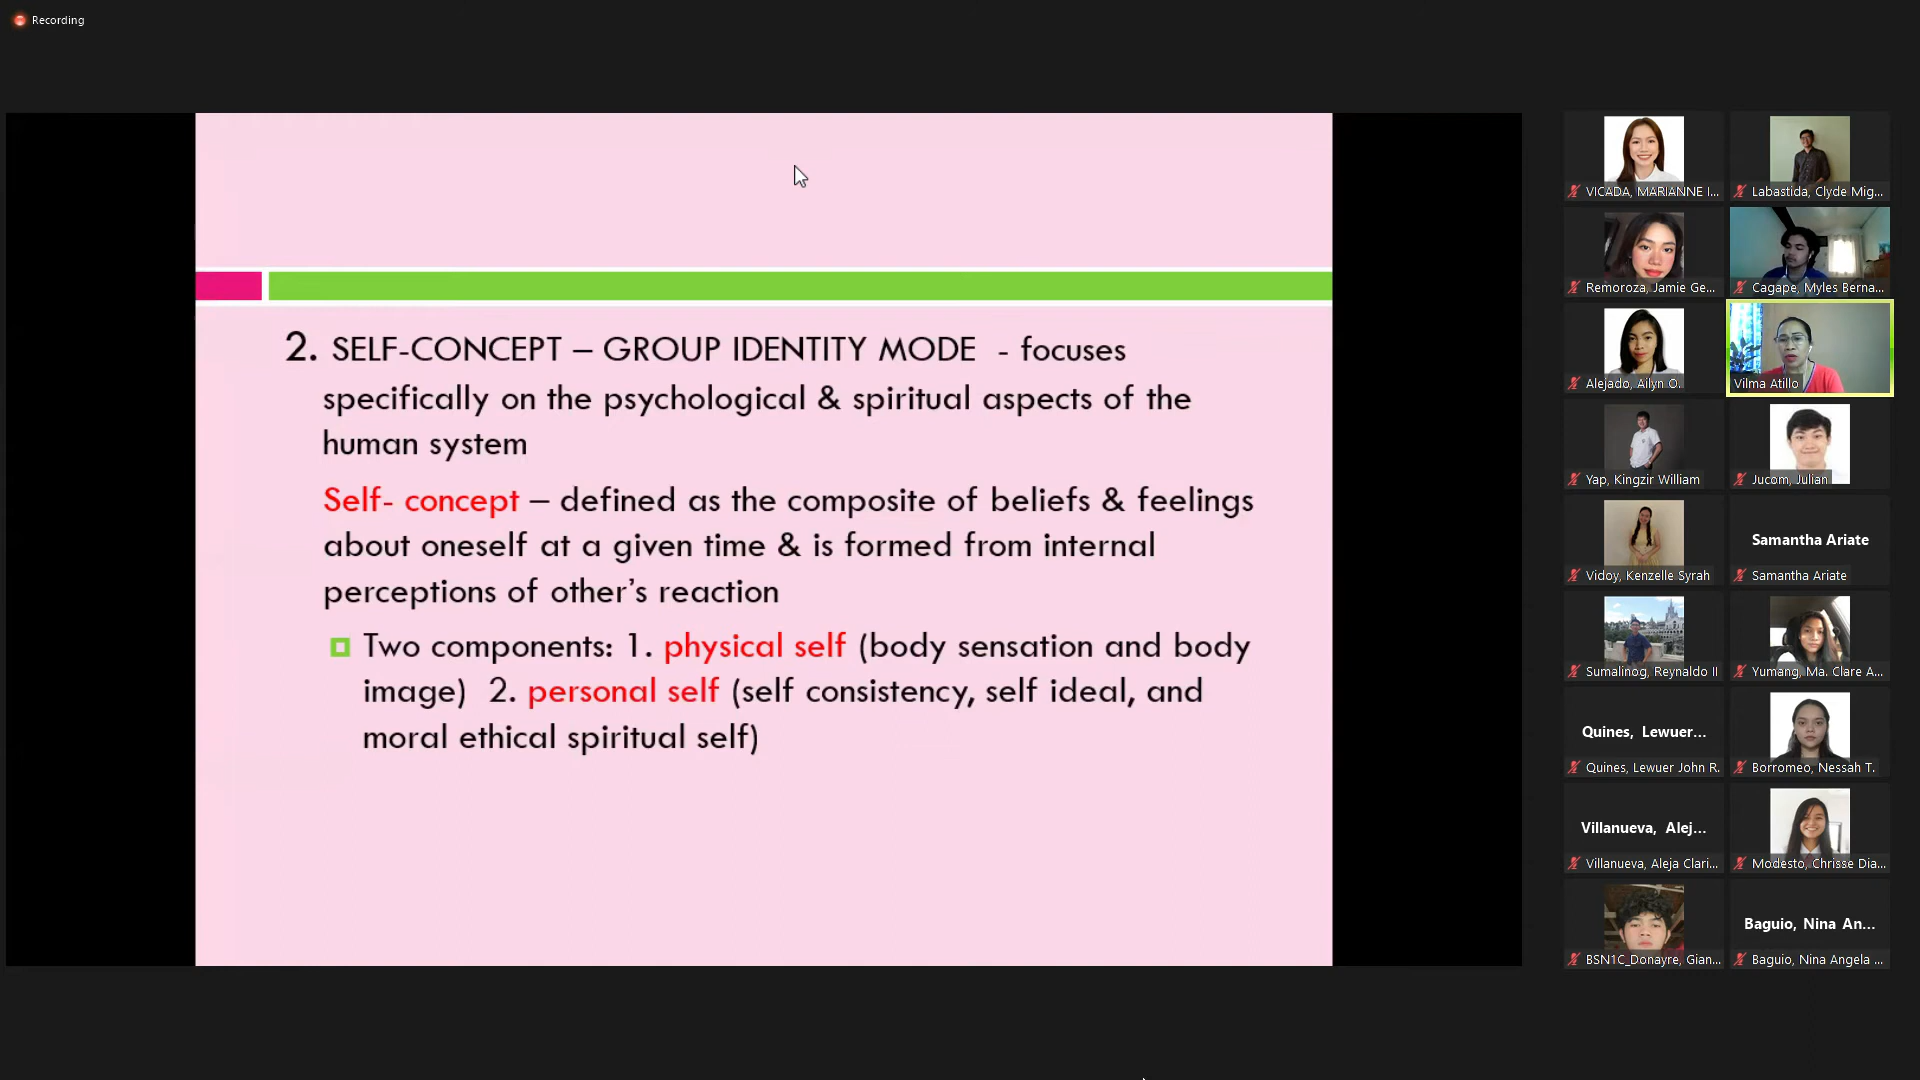 Recording
2. SELF-CONCEPT – GROUP IDENTITY MODE - focuses
specifically on the psychological & spiritual aspects of the
human system
Self- concept – defined as the composite of beliefs & feelings
about oneself at a given time & is formed from internal
perceptions of other’s reaction
Two components: 1. physical self (body sensation and body
image) 2. personal self (self consistency, self ideal, and
moral ethical spiritual self)
VICADA, MARIANNE I...
Labastida, Clyde Mig...
Remoroza, Jamie Ge...
Cagape, Myles Berna...
Alejado, Ailyn O.
Vilma Atillo
Yap, Kingzir William
Jucom, Julian
Vidoy, Kenzelle Syrah
Samantha Ariate
Samantha Ariate
Sumalinog, Reynaldo II
Yumang, Ma. Clare A...
Quines, Lewuer...
Quines, Lewuer John R.
Borromeo, Nessah T.
Villanueva, Alej...
Villanueva, Aleja Clari...
Modesto, Chrisse Dia...
BSN1C_Donayre, Gian...
Baguio, Nina An...
Baguio, Nina Angela ...